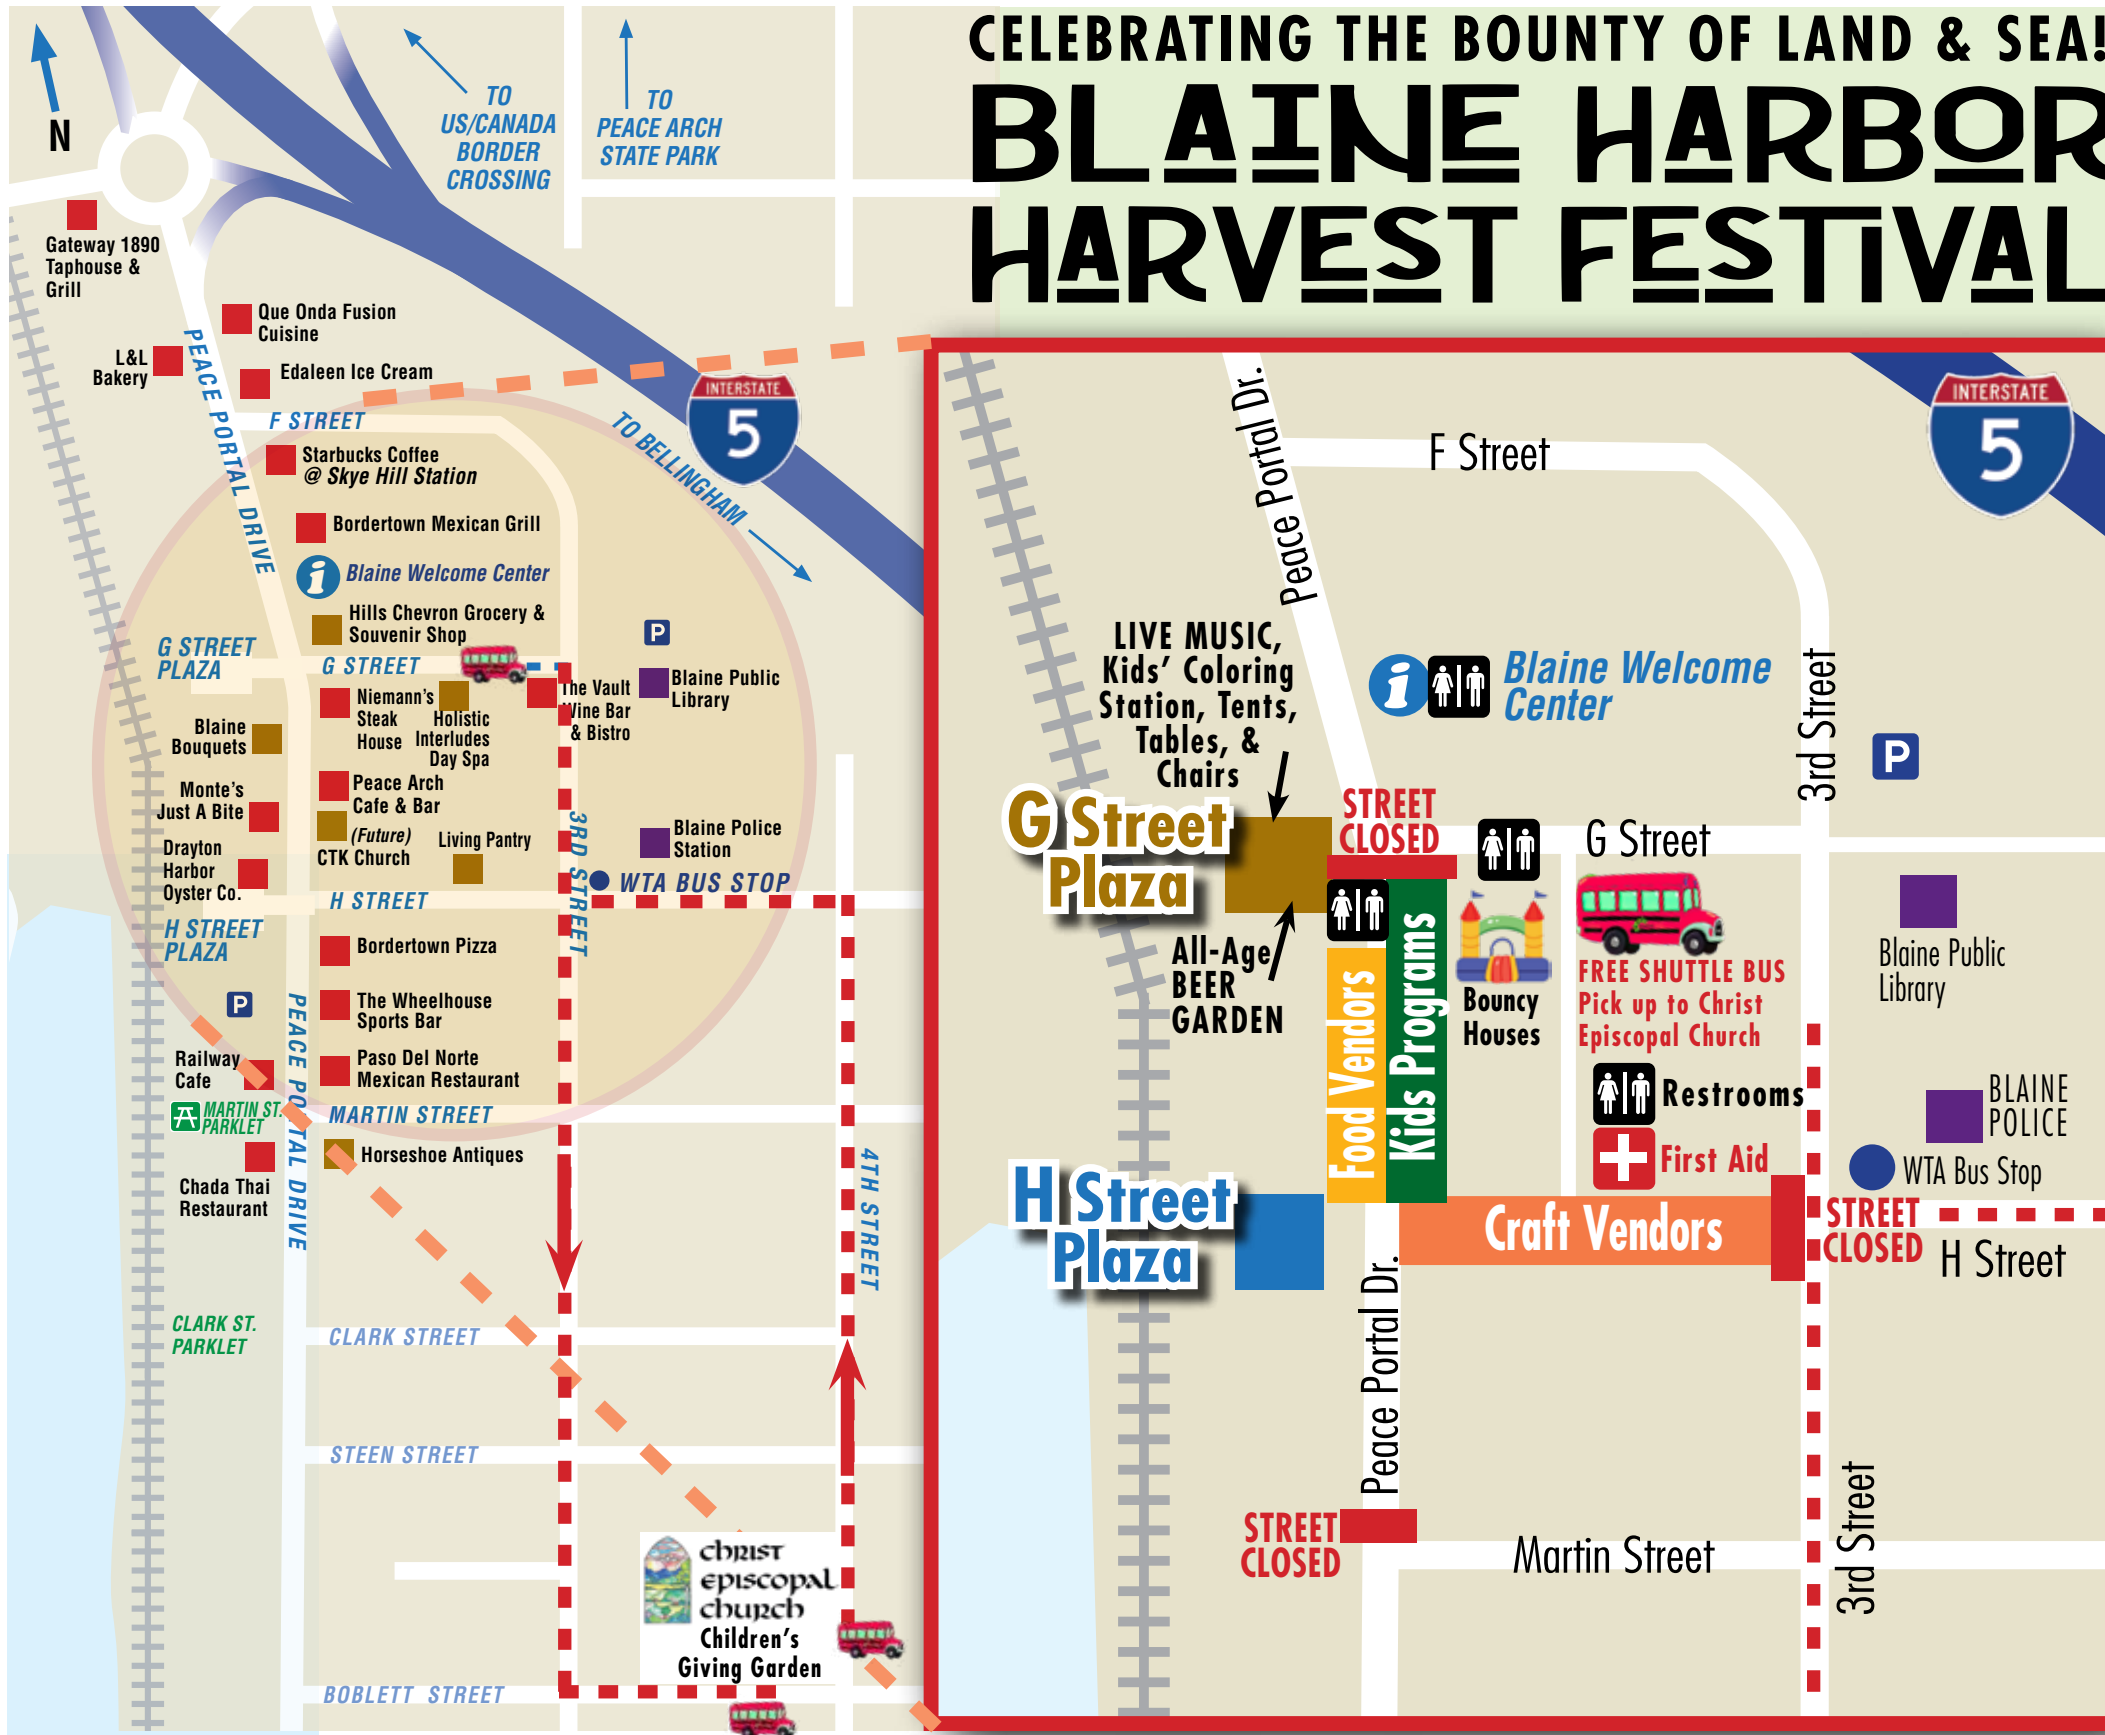 CELEBRATING THE BOUNTY OF LAND & SEA!
BLAINE HARBOR
HARVEST FESTIVAL
N
TO
US/CANADA
BORDER
CROSSING
TO
PEACE ARCH
STATE PARK
Gateway 1890
Taphouse &
Grill
Que Onda Fusion
Cuisine
L&L
Bakery
Edaleen Ice Cream
PEACE PORTAL DRIVE
F STREET
INTERSTATE
5
TO BELLINGHAM
Starbucks Coffee
@ Skye Hill Station
Bordertown Mexican Grill
i
Blaine Welcome Center
Hills Chevron Grocery &
Souvenir Shop
P
G STREET
PLAZA
G STREET
Niemann's
Steak
House
Holistic
Interludes
Day Spa
The Vault
Wine Bar
& Bistro
Blaine Public
Library
Blaine
Bouquets
Monte's
Just A Bite
Peace Arch
Cafe & Bar
(Future)
CTK Church
Living Pantry
3RD STREET
Blaine Police
Station
Drayton
Harbor
Oyster Co.
WTA BUS STOP
H STREET
H STREET
PLAZA
Bordertown Pizza
P
The Wheelhouse
Sports Bar
PEACE PORTAL DRIVE
Railway
Cafe
Paso Del Norte
Mexican Restaurant
MARTIN ST.
PARKLET
MARTIN STREET
Horseshoe Antiques
Chada Thai
Restaurant
4TH STREET
CLARK ST.
PARKLET
CLARK STREET
STEEN STREET
christ
episcopal
church
Children's
Giving Garden
BOBLETT STREET
Peace Portal Dr.
F Street
INTERSTATE
5
LIVE MUSIC,
Kids' Coloring
Station, Tents,
Tables, &
Chairs
i
Blaine Welcome
Center
3rd Street
P
G Street
Plaza
STREET
CLOSED
G Street
All-Age
BEER
GARDEN
Food Vendors
Kids Programs
Bouncy
Houses
FREE SHUTTLE BUS
Pick up to Christ
Episcopal Church
Blaine Public
Library
Restrooms
First Aid
BLAINE
POLICE
WTA Bus Stop
H Street
Plaza
Craft Vendors
STREET
CLOSED
H Street
Peace Portal Dr.
STREET
CLOSED
Martin Street
3rd Street